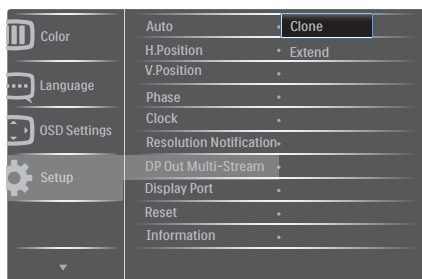 Color
Language
OSD Settings
Setup
Auto
H.Position
V.Position
Phase
Clock
Resolution Notification
DP Out Multi-Stream
Display Port
Reset
Information
Clone
Extend